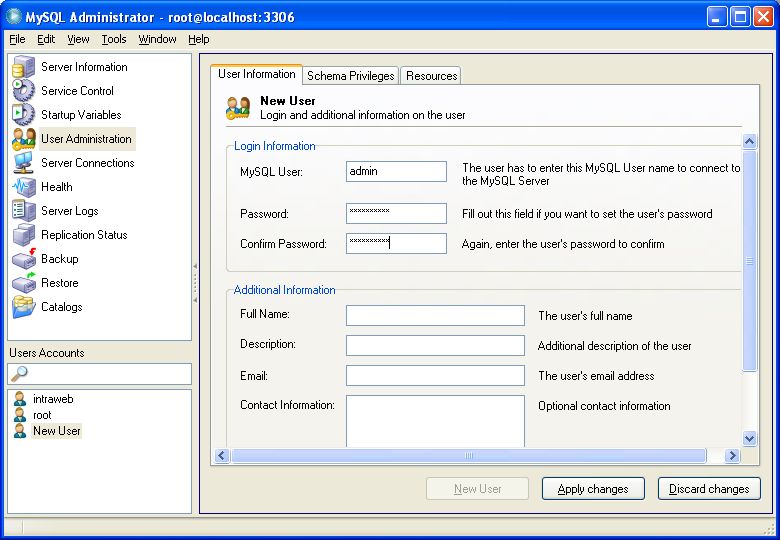 MySQL Administrator - root@localhost:3306
File Edit View Tools Window Help
Server Information
Service Control
Startup Variables
User Administration
Server Connections
Health
Server Logs
Replication Status
Backup
Restore
Catalogs
Users Accounts
intraweb
root
New User
User Information Schema Privileges Resources
New User
Login and additional information on the user
Login Information
MySQL User: admin The user has to enter this MySQL User name to connect to
the MySQL Server
Password: ********** Fill out this field if you want to set the user's password
Confirm Password: ********** Again, enter the user's password to confirm
Additional Information
Full Name: The user's full name
Description: Additional description of the user
Email: The user's email address
Contact Information: Optional contact information
New User Apply changes Discard changes